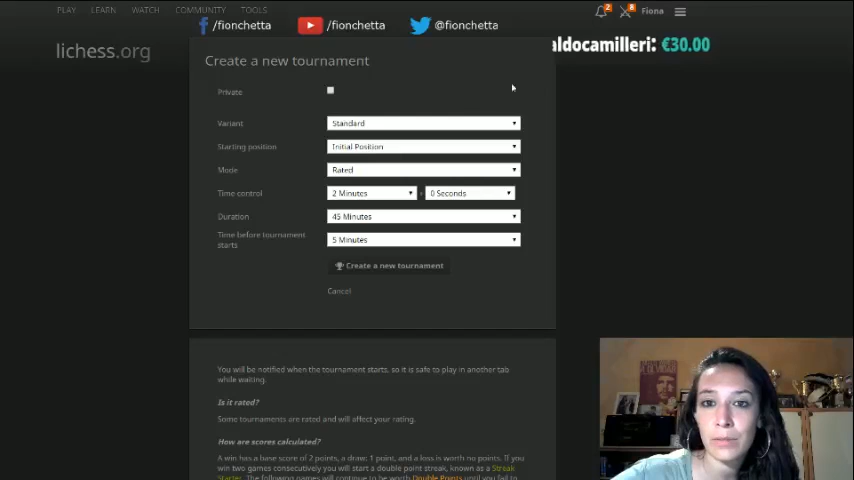 PLAY LEARN WATCH COMMUNITY TOOLS 2 8 Fiona
/fionchetta /fionchetta @fionchetta
lichess.org
aldocamilleri: €30.00
Create a new tournament
Private
Variant Standard
Starting position Initial Position
Mode Rated
Time control 2 Minutes + 0 Seconds
Duration 45 Minutes
Time before tournament
starts
5 Minutes
Create a new tournament
Cancel
You will be notified when the tournament starts, so it is safe to play in another tab
while waiting.
Is it rated?
Some tournaments are rated and will affect your rating.
How are scores calculated?
A win has a base score of 2 points, a draw: 1 point, and a loss is worth no points. If you
win two games consecutively you will start a double point streak, known as a Streak
Starter. The following games will continue to be worth Double Points until you fail to